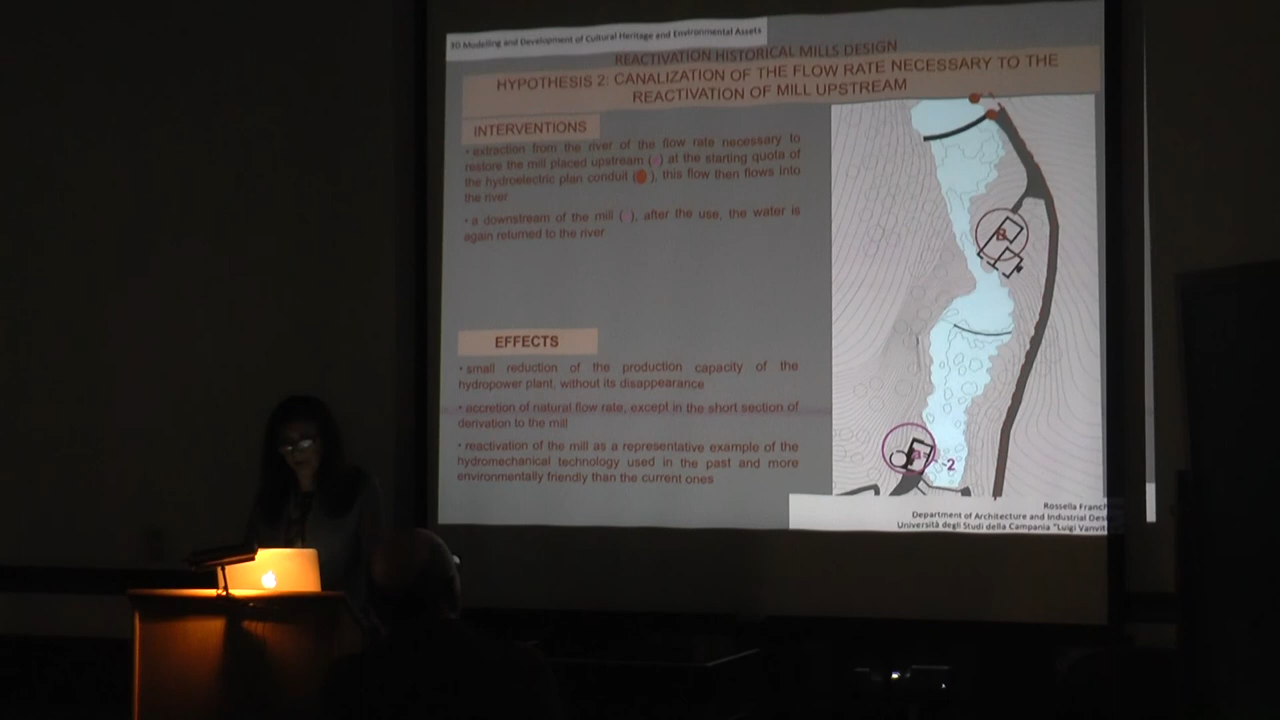 3D Modelling and Development of Cultural Heritage and Environmental Assets
REACTIVATION HISTORICAL MILLS DESIGN
HYPOTHESIS 2: CANALIZATION OF THE FLOW RATE NECESSARY TO THE
REACTIVATION OF MILL UPSTREAM
INTERVENTIONS
• extraction from the river of the flow rate necessary to
restore the mill placed upstream ( ) at the starting quota of
the hydroelectric plan conduit ( ), this flow then flows into
the river
• a downstream of the mill ( ), after the use, the water is
again returned to the river
EFFECTS
• small reduction of the production capacity of the
hydropower plant, without its disappearance
• accretion of natural flow rate, except in the short section of
derivation to the mill
• reactivation of the mill as a representative example of the
hydromechanical technology used in the past and more
environmentally friendly than the current ones
B
2
Rossella
Department of Architecture and Industrial
Università degli Studi della Campania "Luigi